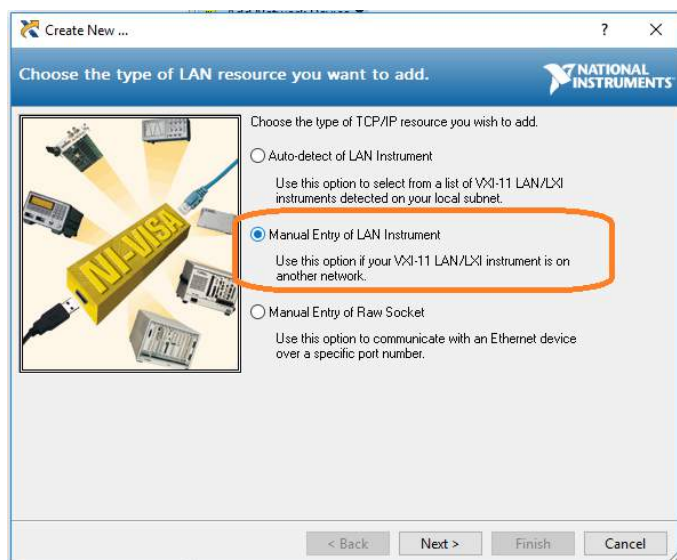 Create New ...
?
Choose the type of LAN resource you want to add.
NATIONAL
INSTRUMENTS
Choose the type of TCP/IP resource you wish to add.
Auto-detect of LAN Instrument
Use this option to select from a list of VXI-11 LAN/LXI
instruments detected on your local subnet.
Manual Entry of LAN Instrument
Use this option if your VXI-11 LAN/LXI instrument is on
another network.
Manual Entry of Raw Socket
Use this option to communicate with an Ethernet device
over a specific port number.
NI-VISA
< Back
Next >
Finish
Cancel